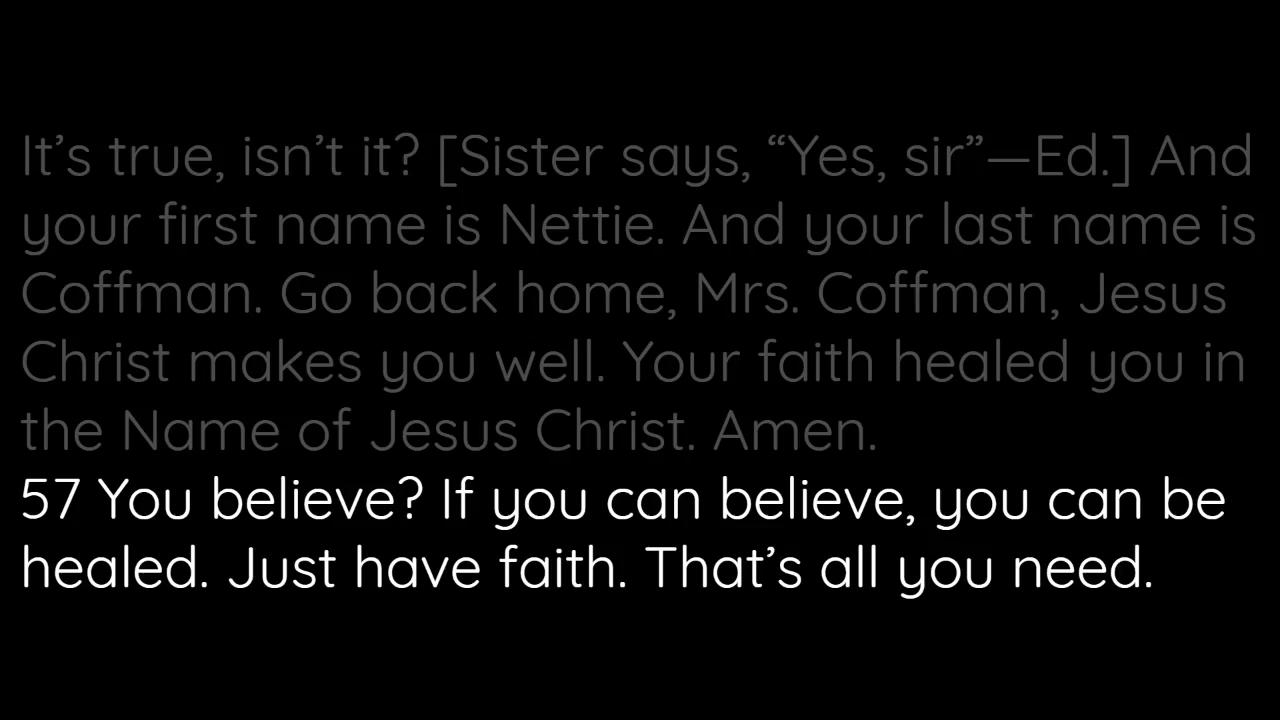 It’s true, isn’t it? [Sister says, “Yes, sir”—Ed.] And
your first name is Nettie. And your last name is
Coffman. Go back home, Mrs. Coffman, Jesus
Christ makes you well. Your faith healed you in
the Name of Jesus Christ. Amen.
57 You believe? If you can believe, you can be
healed. Just have faith. That’s all you need.